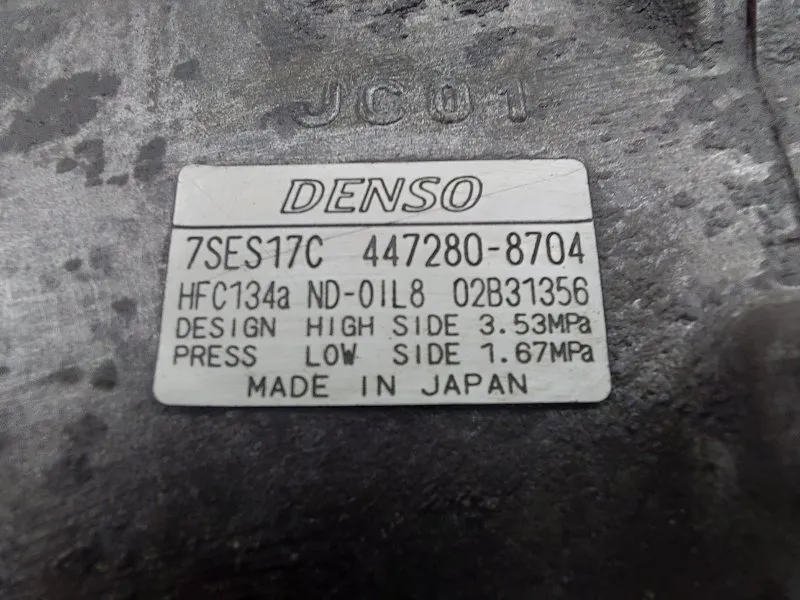 JC01
DENSO
7SES17C 447280-8704
HFC134a ND-OIL8 02B31356
DESIGN HIGH SIDE 3.53MPa
PRESS LOW SIDE 1.67MPa
MADE IN JAPAN